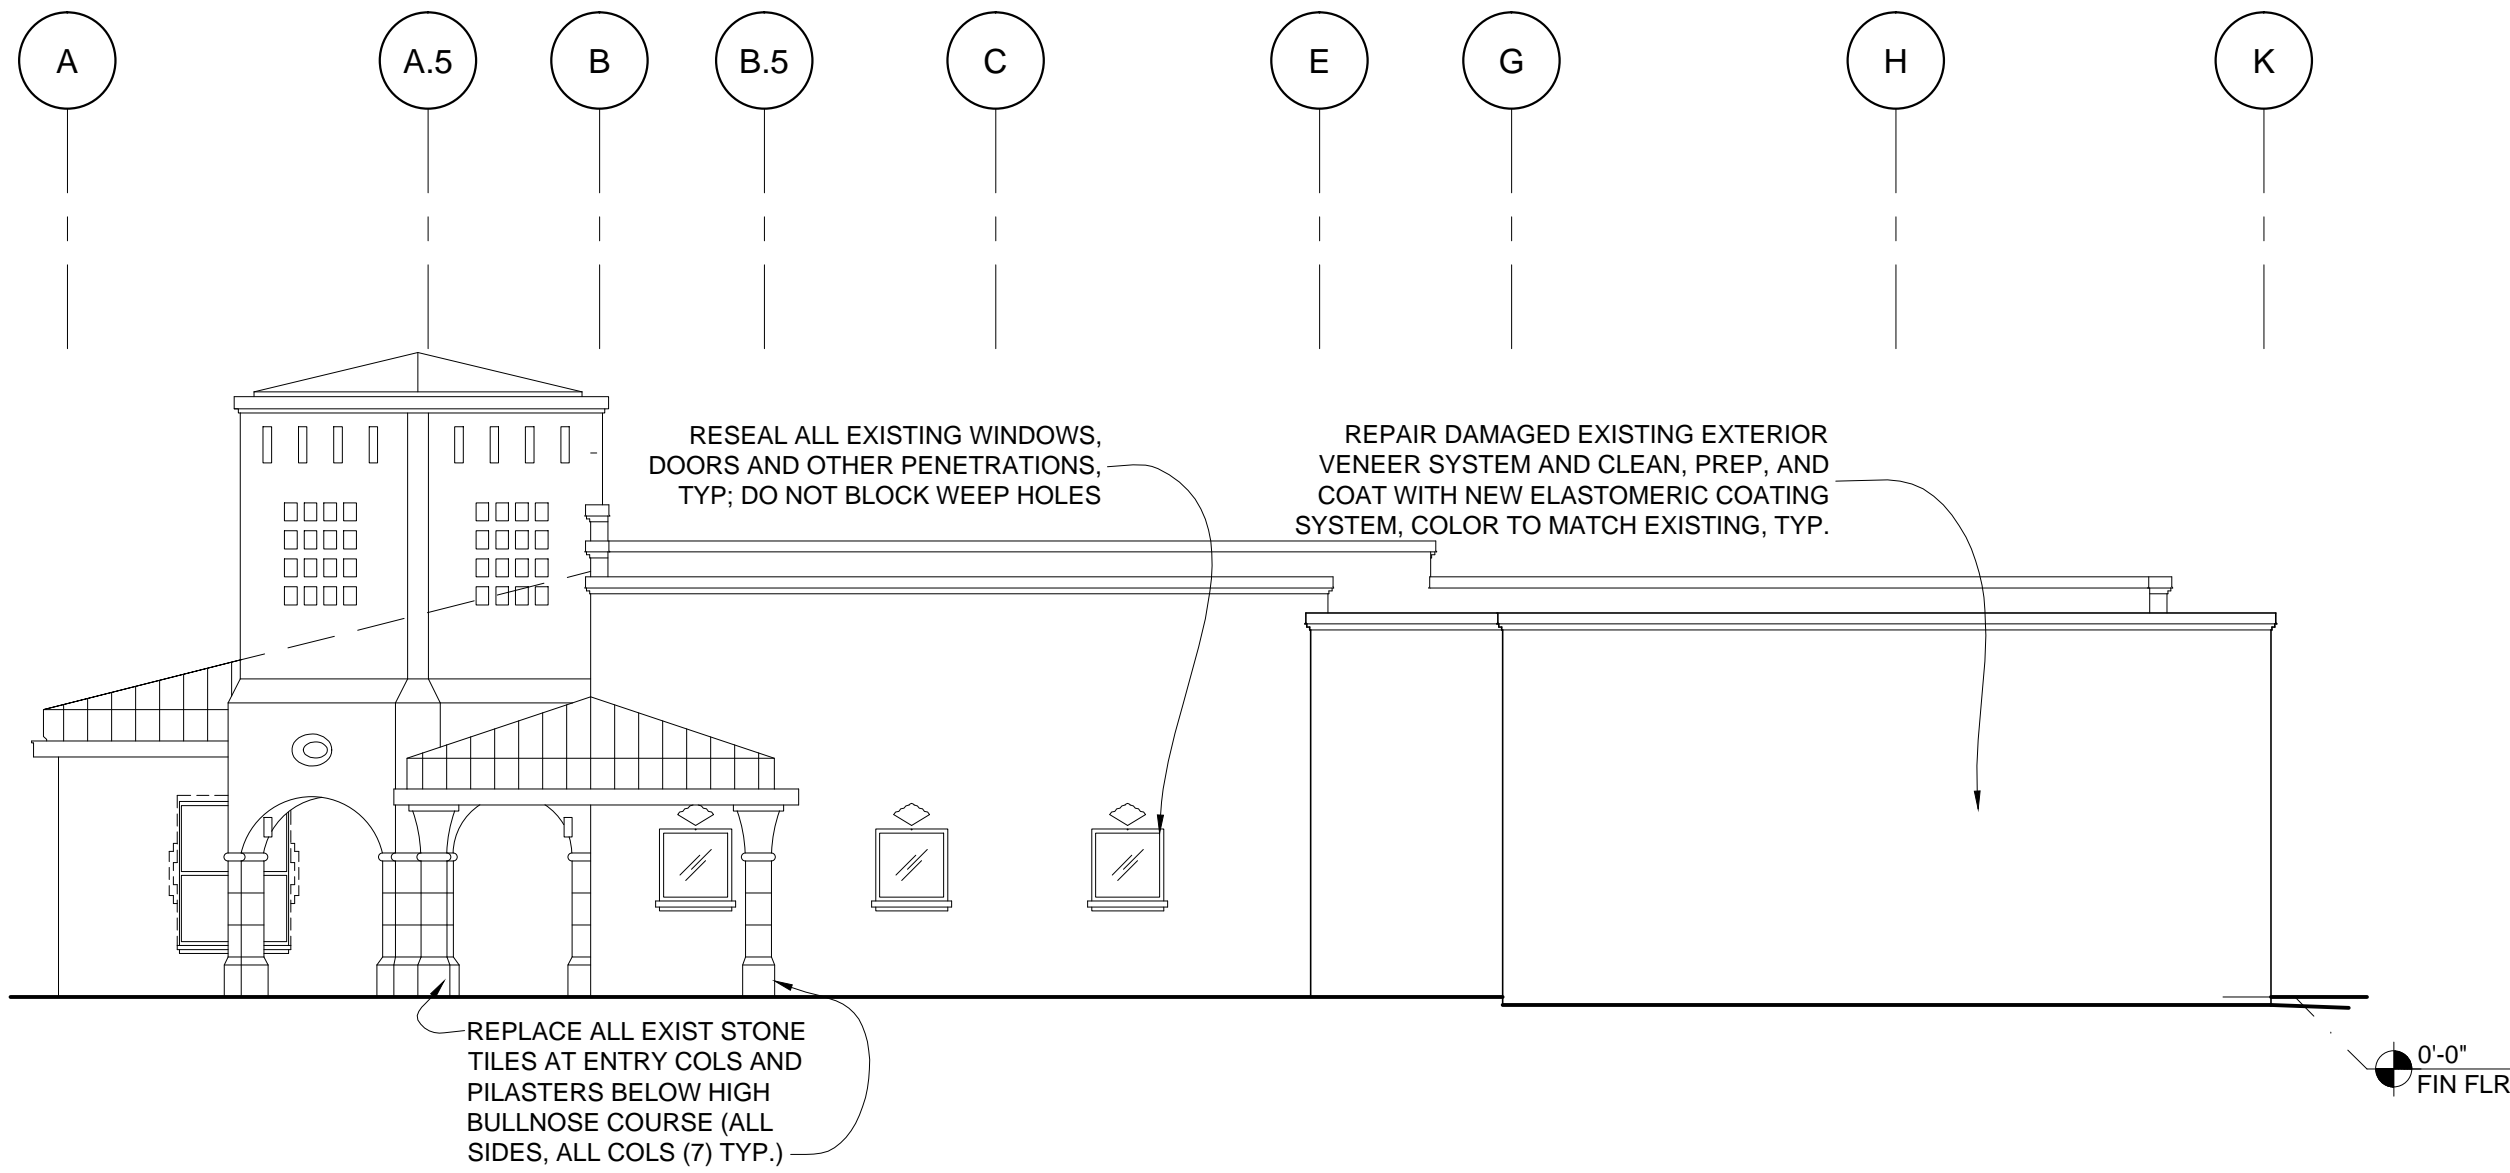 A
A.5
B
B.5
C
E
G
H
K
RESEAL ALL EXISTING WINDOWS,
DOORS AND OTHER PENETRATIONS,
TYP; DO NOT BLOCK WEEP HOLES
REPAIR DAMAGED EXISTING EXTERIOR
VENEER SYSTEM AND CLEAN, PREP, AND
COAT WITH NEW ELASTOMERIC COATING
SYSTEM, COLOR TO MATCH EXISTING, TYP.
REPLACE ALL EXIST STONE
TILES AT ENTRY COLS AND
PILASTERS BELOW HIGH
BULLNOSE COURSE (ALL
SIDES, ALL COLS (7) TYP.)
0'-0"
FIN FLR